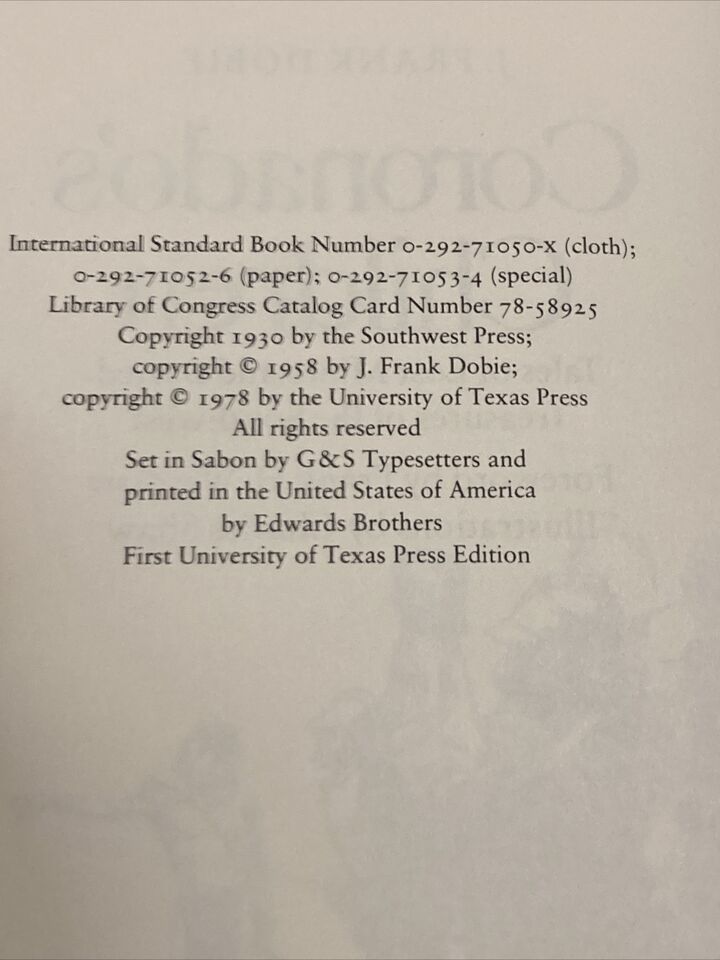 J. FRANK DOBIE
Coronado's
International Standard Book Number 0-292-71050-X (cloth);
0-292-71052-6 (paper); 0-292-71053-4 (special)
Library of Congress Catalog Card Number 78-58925
Copyright 1930 by the Southwest Press;
copyright © 1958 by J. Frank Dobie;
copyright © 1978 by the University of Texas Press
All rights reserved
Set in Sabon by G&S Typesetters and
printed in the United States of America
by Edwards Brothers
First University of Texas Press Edition